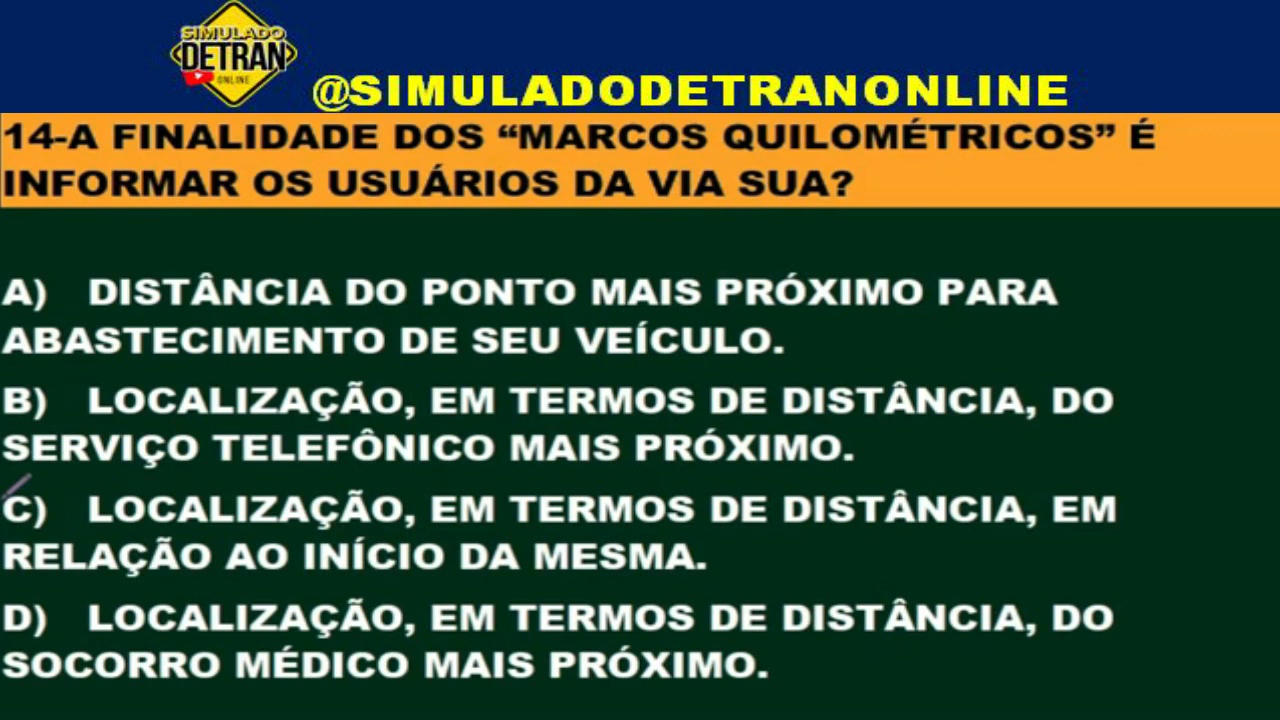 SIMULADO
DETRAN
ONLINE
@SIMULADODETRANONLINE
14-A FINALIDADE DOS “MARCOS QUILOMÉTRICOS” É
INFORMAR OS USUÁRIOS DA VIA SUA?
A) DISTÂNCIA DO PONTO MAIS PRÓXIMO PARA
ABASTECIMENTO DE SEU VEÍCULO.
B) LOCALIZAÇÃO, EM TERMOS DE DISTÂNCIA, DO
SERVIÇO TELEFÔNICO MAIS PRÓXIMO.
C) LOCALIZAÇÃO, EM TERMOS DE DISTÂNCIA, EM
RELAÇÃO AO INÍCIO DA MESMA.
D) LOCALIZAÇÃO, EM TERMOS DE DISTÂNCIA, DO
SOCORRO MÉDICO MAIS PRÓXIMO.